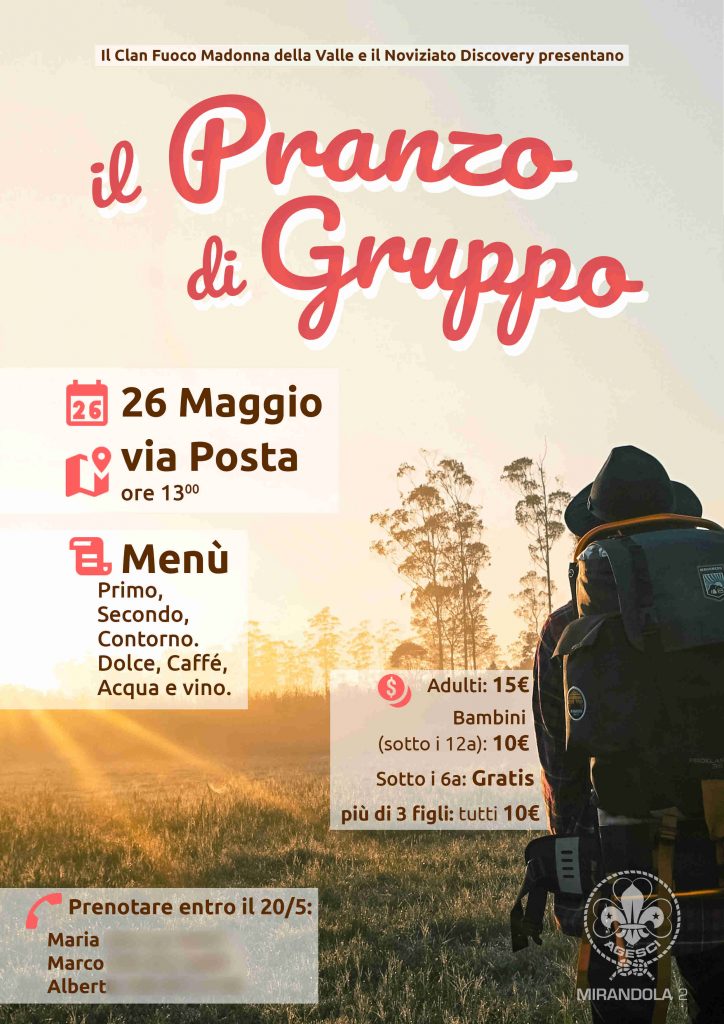 Il Clan Fuoco Madonna della Valle e il Noviziato Discovery presentano
il Pranzo
di Gruppo
26
26 Maggio
via Posta
ore 13⁰⁰
Menù
Primo,
Secondo,
Contorno.
Dolce, Caffé,
Acqua e vino.
$
Adulti: 15€
Bambini
(sotto i 12a): 10€
Sotto i 6a: Gratis
più di 3 figli: tutti 10€
Prenotare entro il 20/5:
Maria
Marco
Albert
AGESCI
MIRANDOLA 2